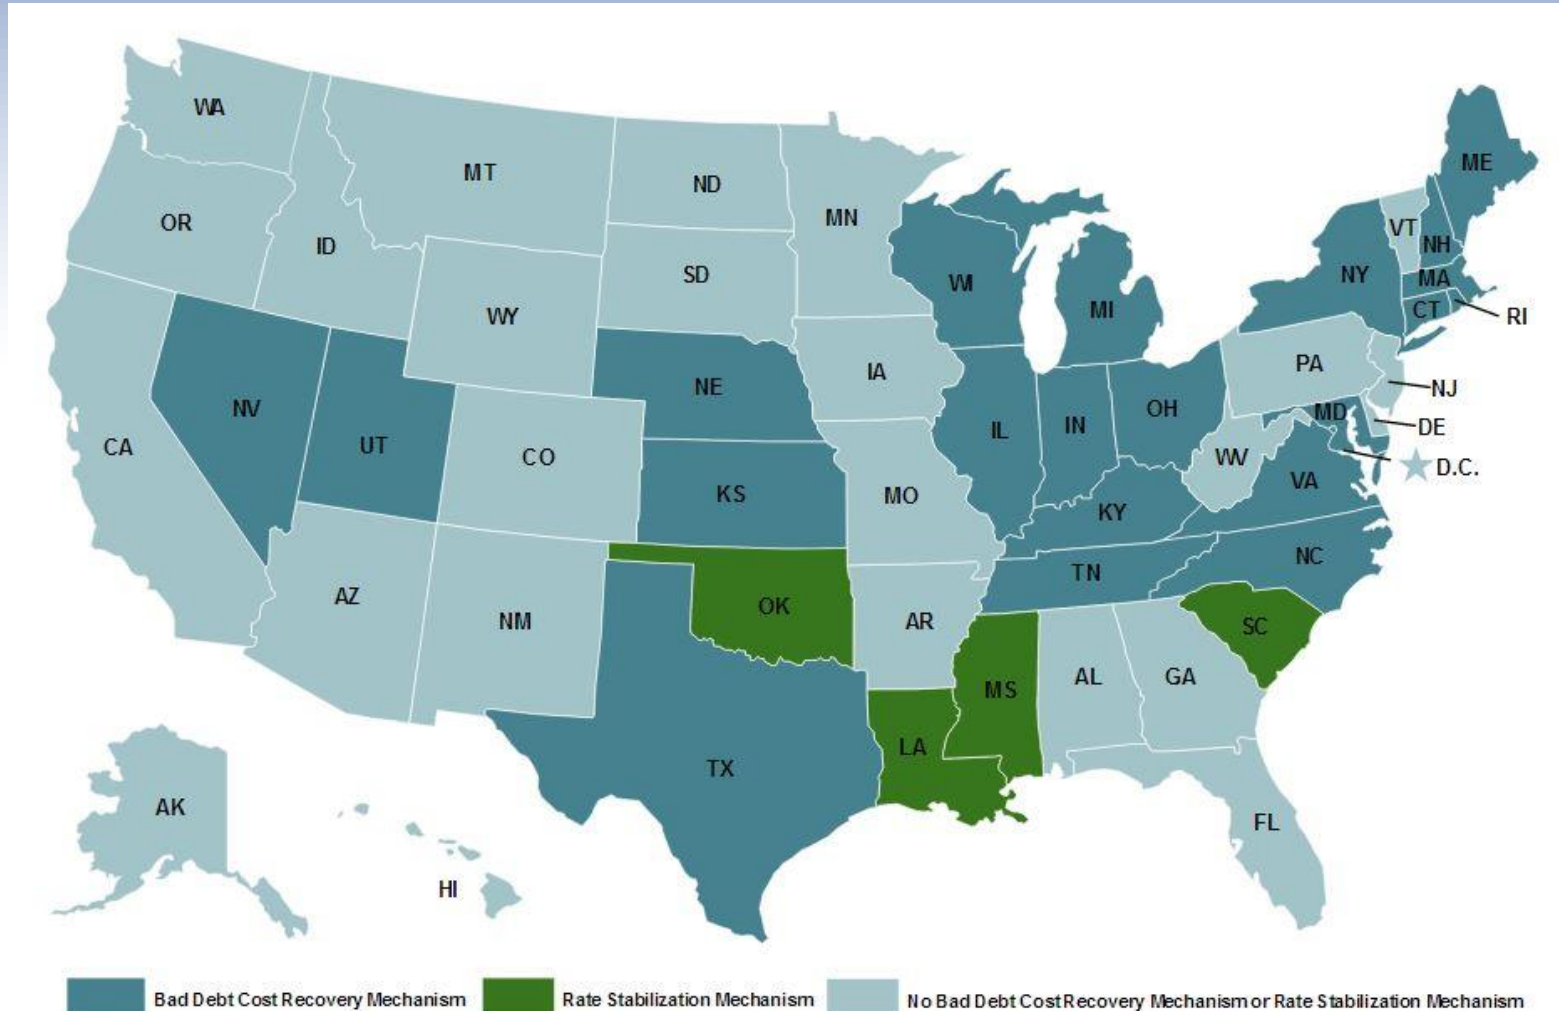 WA
MT
ND
MN
ME
OR
ID
SD
WY
WI
MI
NY
VT
NH
MA
CT
RI
NV
UT
CA
CO
NE
IA
KS
MO
IL
IN
OH
PA
NJ
MD
DE
D.C.
WV
VA
KY
NC
TN
AZ
NM
OK
AR
SC
MS
AL
GA
LA
TX
FL
AK
HI
Bad Debt Cost Recovery Mechanism
Rate Stabilization Mechanism
No Bad Debt Cost Recovery Mechanism or Rate Stabilization Mechanism